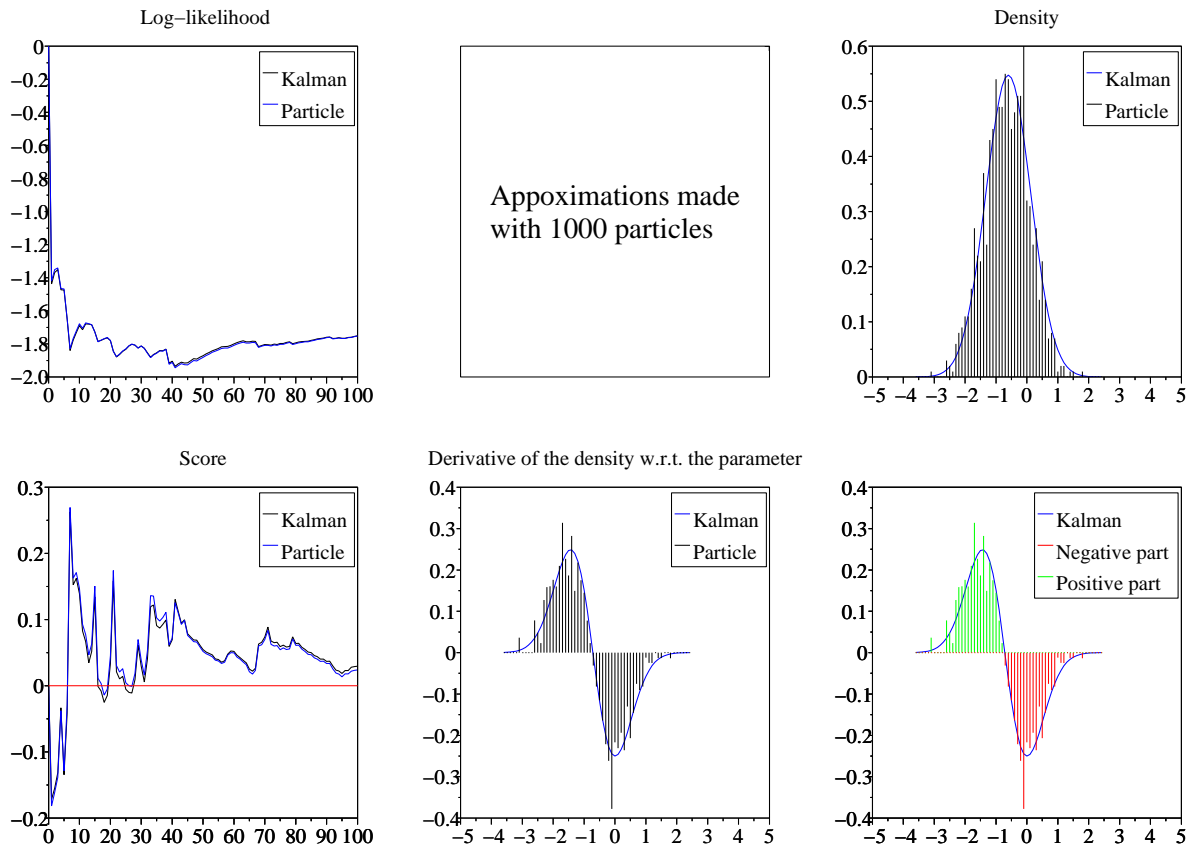 Log−likelihood
0
−0.2
−0.4
−0.6
−0.8
−1.0
−1.2
−1.4
−1.6
−1.8
−2.0
0 10 20 30 40 50 60 70 80 90 100
Kalman
Particle
Appoximations made
with 1000 particles
Density
0.6
0.5
0.4
0.3
0.2
0.1
0
−5 −4 −3 −2 −1 0 1 2 3 4 5
Kalman
Particle
Score
0.3
0.2
0.1
0
−0.1
−0.2
0 10 20 30 40 50 60 70 80 90 100
Kalman
Particle
Derivative of the density w.r.t. the parameter
0.4
0.3
0.2
0.1
0
−0.1
−0.2
−0.3
−0.4
−5 −4 −3 −2 −1 0 1 2 3 4 5
Kalman
Particle
0.4
0.3
0.2
0.1
0
−0.1
−0.2
−0.3
−0.4
−5 −4 −3 −2 −1 0 1 2 3 4 5
Kalman
Negative part
Positive part